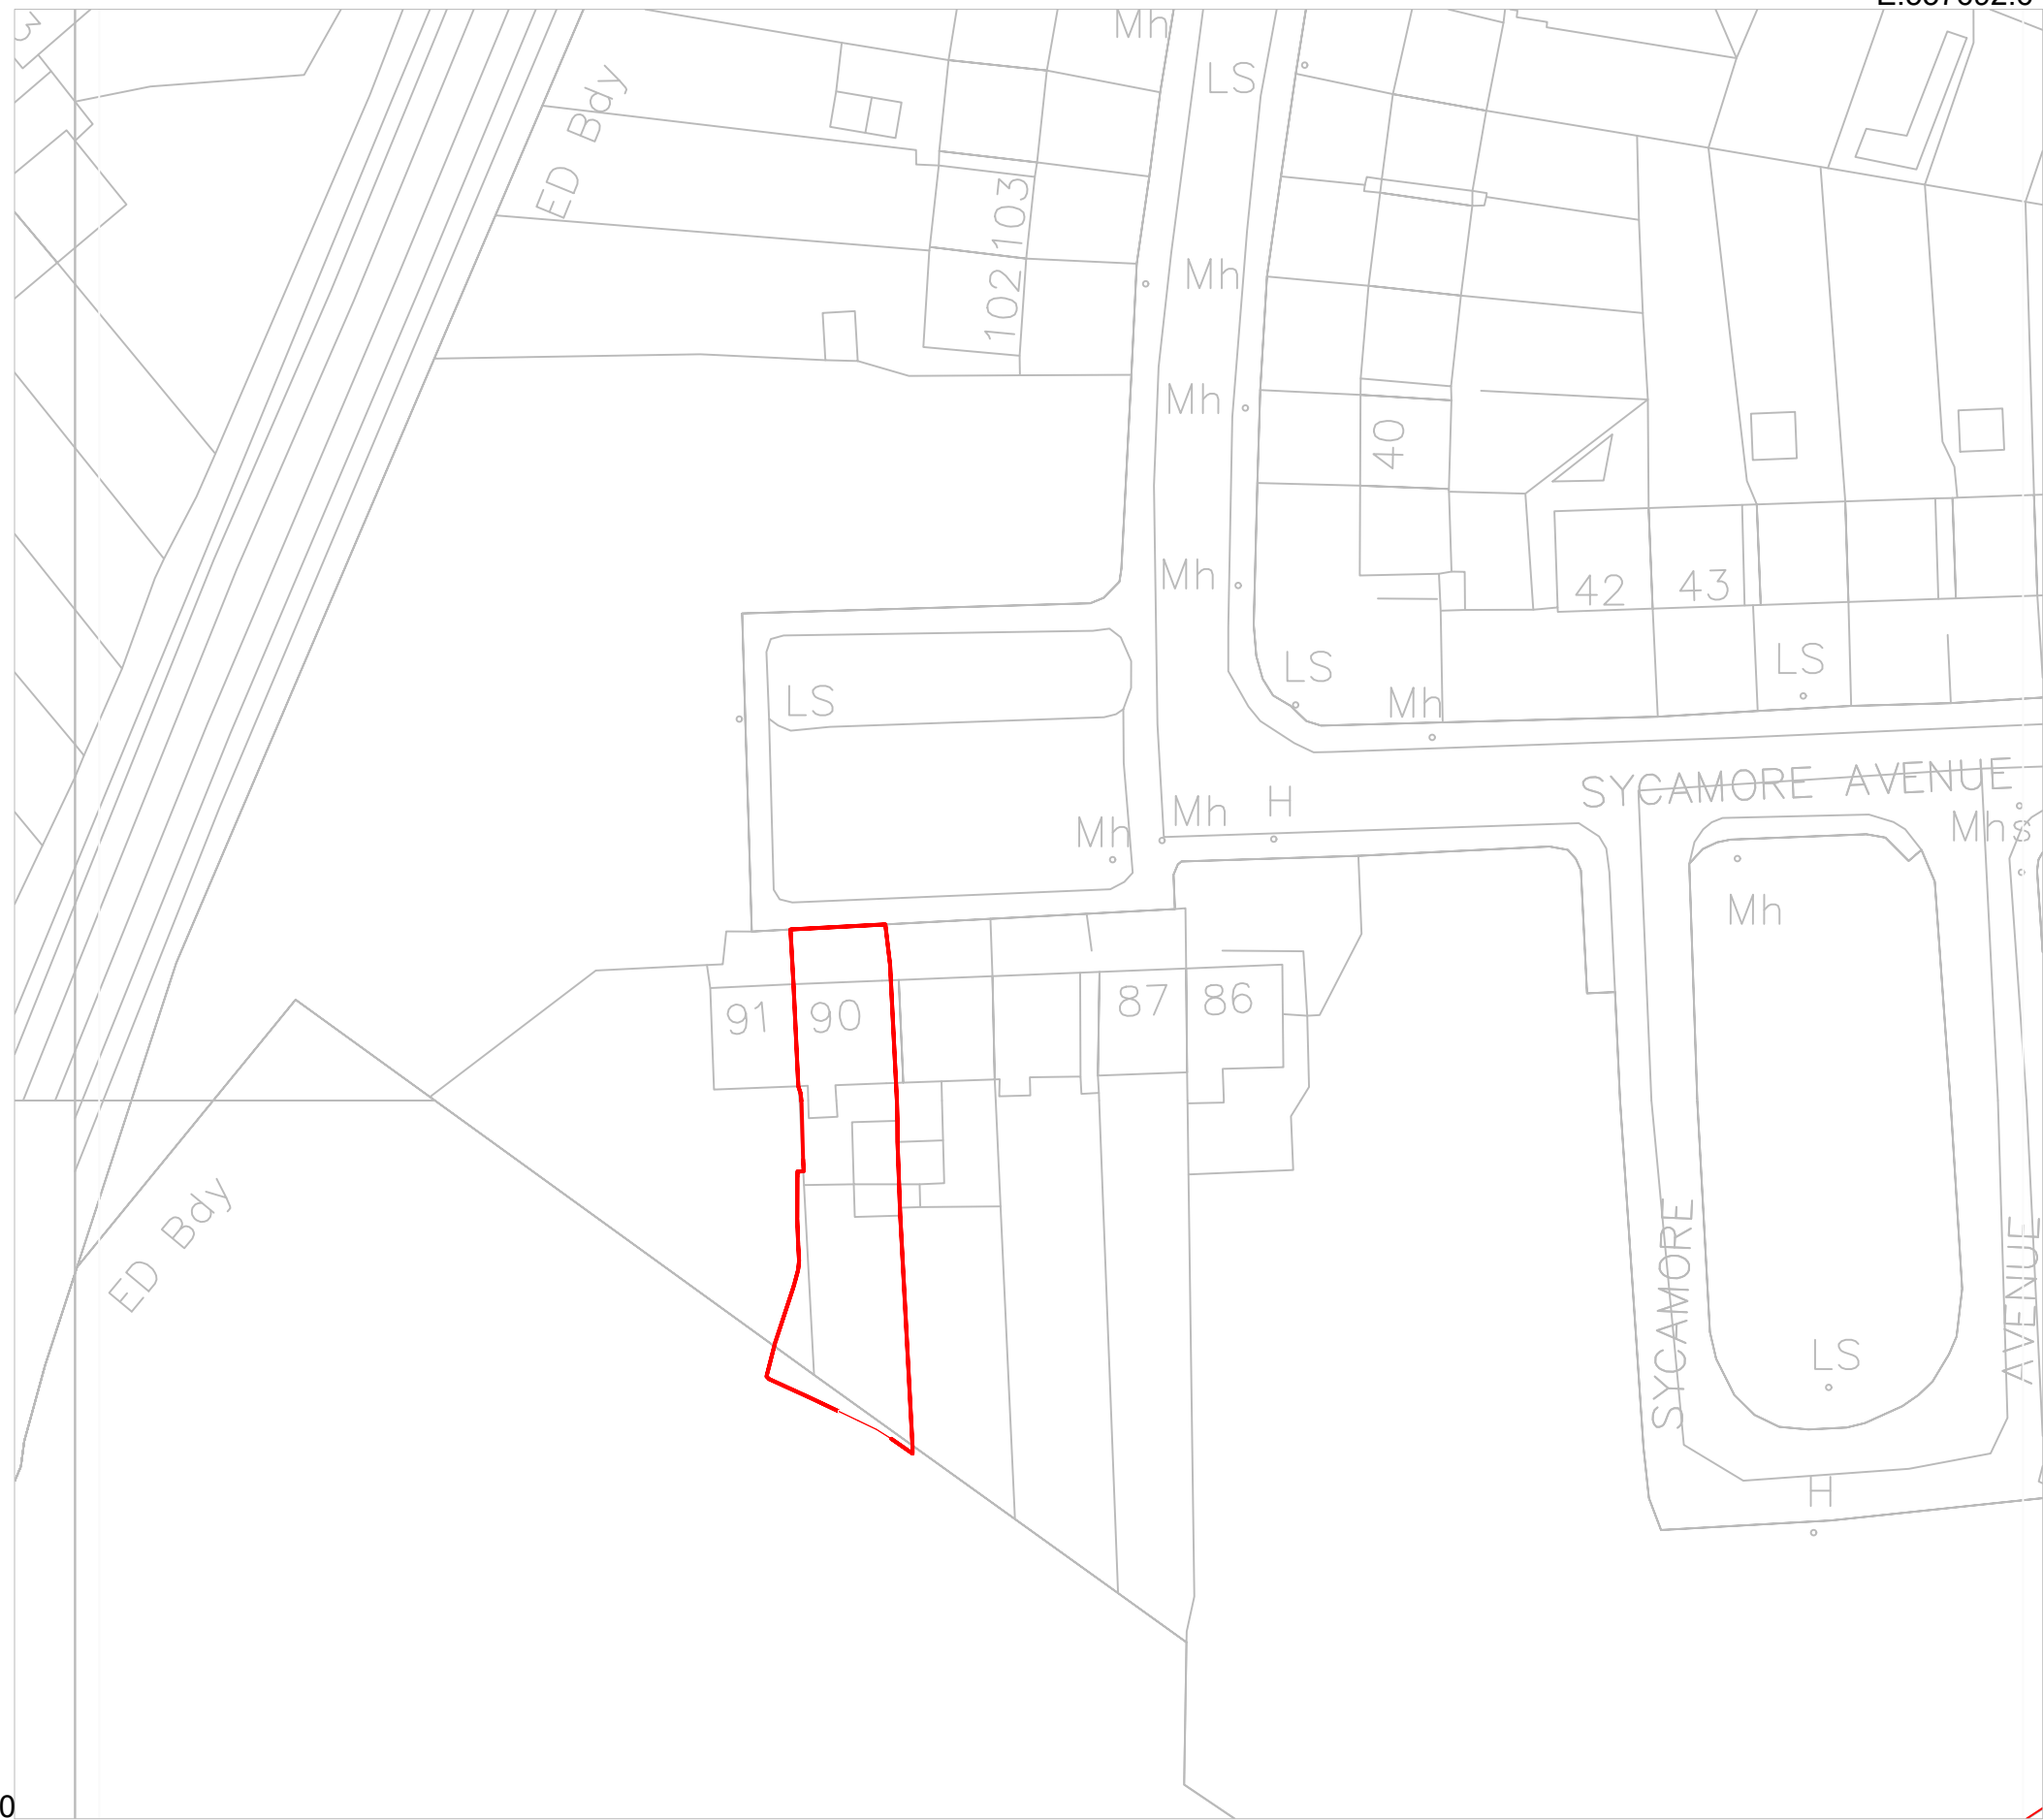 Mh
LS
ED Bdy
103
Mh
102
Mh
40
Mh
42
43
LS
LS
LS
Mh
SYCAMORE AVENUE
H
Mh
Mh
Mhs
Mh
91
90
87
86
ED Bdy
SYCAMORE
AVENUE
LS
H
0